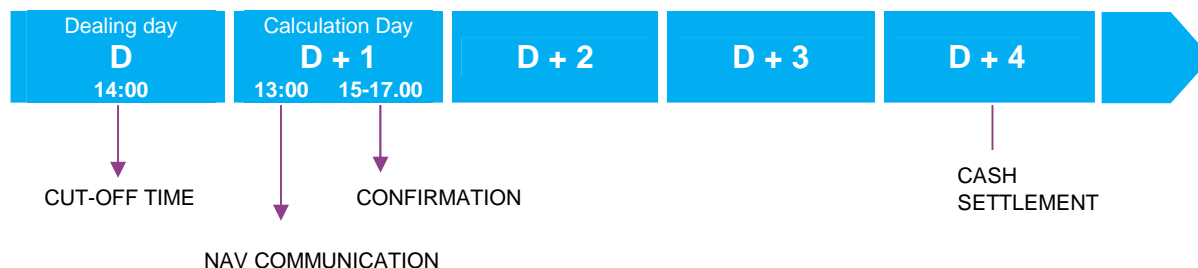 Dealing day
D
14:00
Calculation Day
D + 1
13:00 15-17.00
D + 2
D + 3
D + 4
CUT-OFF TIME
CONFIRMATION
CASH
SETTLEMENT
NAV COMMUNICATION